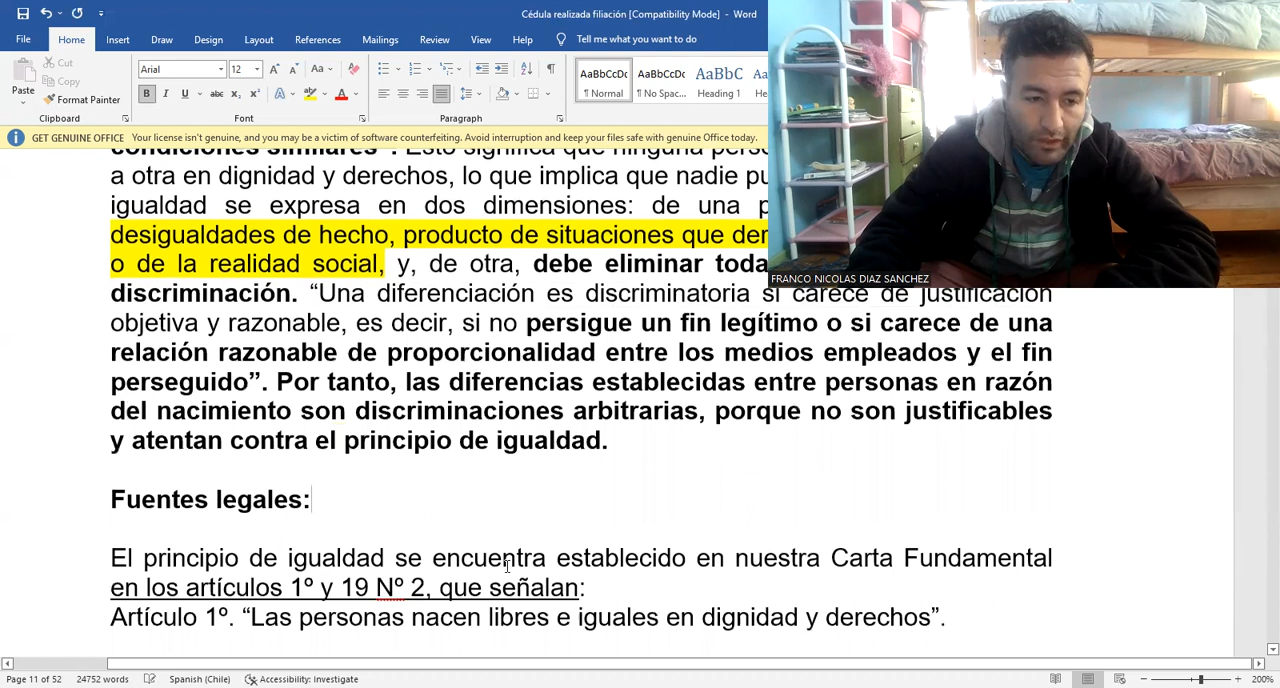 Cédula realizada filiación [Compatibility Mode] - Word
File Home Insert Draw Design Layout References Mailings Review View Help Tell me what you want to do
Paste
Cut
Copy
Format Painter
Clipboard
Arial 12
Font
Paragraph
AaBbCcDc AaBbCcDc AaBbC
¶ Normal ¶ No Spac... Heading 1
GET GENUINE OFFICE Your license isn't genuine, and you may be a victim of software counterfeiting. Avoid interruption and keep your files safe with genuine Office today.
condiciones similares”. Esto significa que ninguna
a otra en dignidad y derechos, lo que implica que nadie
igualdad se expresa en dos dimensiones: de una
desigualdades de hecho, producto de situaciones que
o de la realidad social, y, de otra, debe eliminar toda
FRANCO NICOLAS DIAZ SANCHEZ
discriminación. “Una diferenciación es discriminatoria si carece de justificación
objetiva y razonable, es decir, si no persigue un fin legítimo o si carece de una
relación razonable de proporcionalidad entre los medios empleados y el fin
perseguido”. Por tanto, las diferencias establecidas entre personas en razón
del nacimiento son discriminaciones arbitrarias, porque no son justificables
y atentan contra el principio de igualdad.
Fuentes legales:
El principio de igualdad se encuentra establecido en nuestra Carta Fundamental
en los artículos 1º y 19 Nº 2, que señalan:
Artículo 1º. “Las personas nacen libres e iguales en dignidad y derechos”.
Page 11 of 52 24752 words Spanish (Chile) Accessibility: Investigate 200%